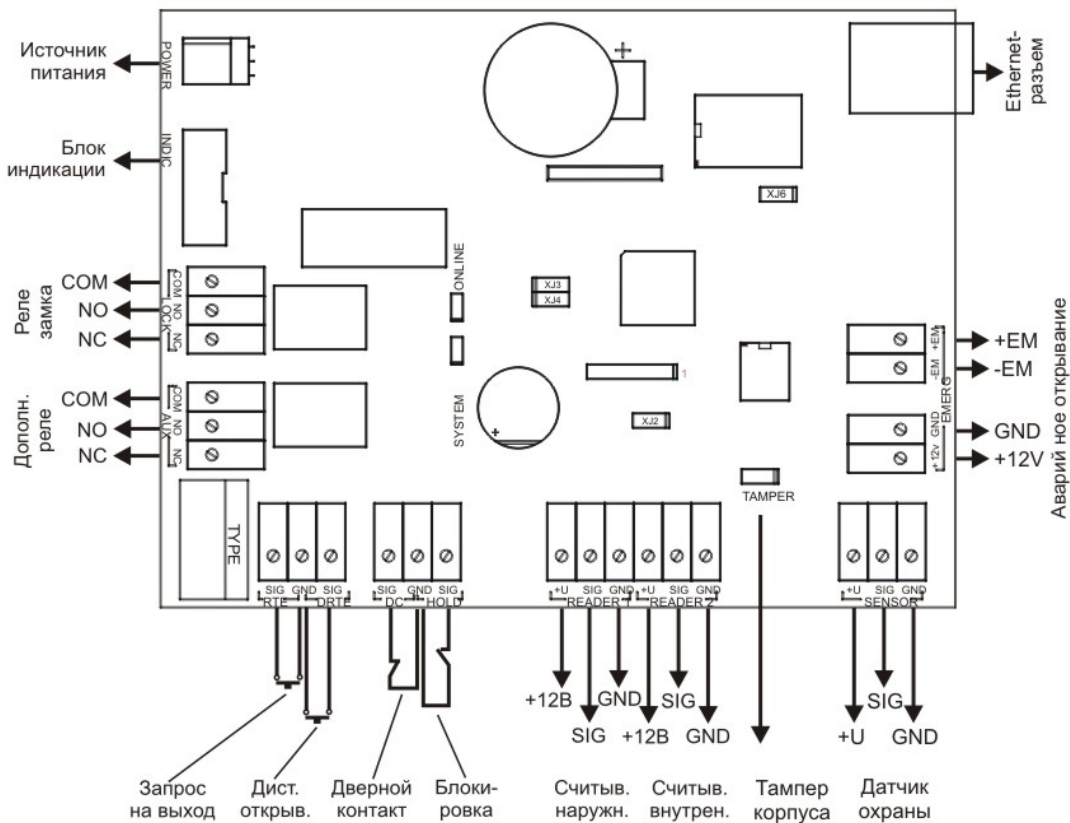 Источник
питания
POWER
Ethernet-
разъем
Блок
индикации
INDIC
XJ6
ONLINE
XJ3
XJ4
Реле
замка
COM
NO
NC
COM
NO
NC
LOCK
+EM
-EM
+EM
-EM
EMERG
1
Дополн.
реле
COM
NO
NC
COM
NO
NC
AUX
SYSTEM
+
+
XJ2
GND
+12v
GND
+12V
Аварий ное открывание
TAMPER
TYPE
SIG GND SIG
RTE DRTE
SIG GND SIG
DC HOLD
+U SIG GND +U SIG GND
READER 1 READER 2
+U SIG GND
SENSOR
+12В GND SIG
SIG +12В GND
SIG
+U GND
Запрос
на выход
Дист.
открыв.
Дверной
контакт
Блоки-
ровка
Считыв.
наружн.
Считыв.
внутрен.
Тампер
корпуса
Датчик
охраны